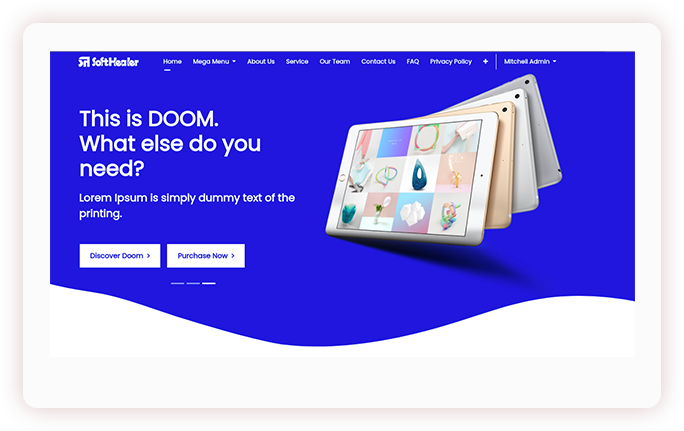 SoftHealer Home Mega Menu About Us Service Our Team Contact Us FAQ Privacy Policy + Mitchell Admin
This is DOOM.
What else do you
need?
Lorem Ipsum is simply dummy text of the
printing.
Discover Doom > Purchase Now >